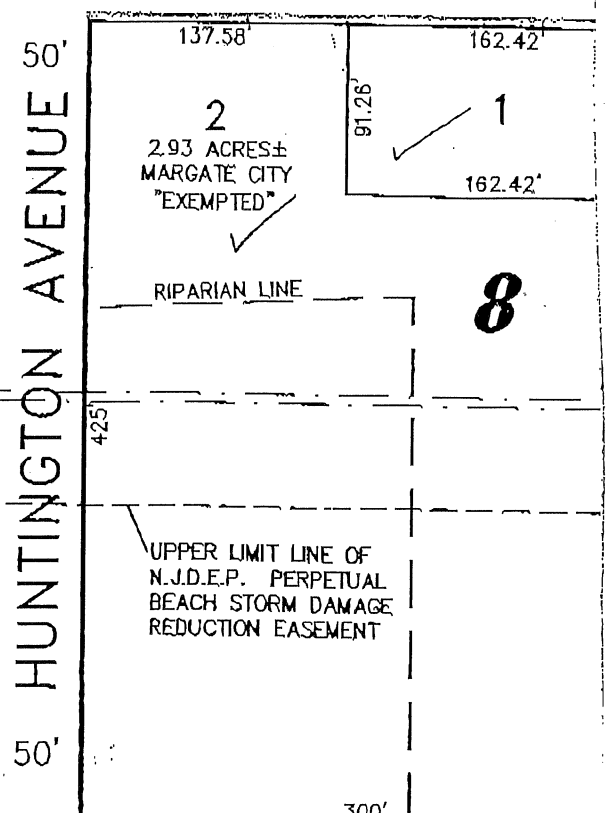 50'
HUNTINGTON AVENUE
50'
137.58'
162.42'
91.26'
1
162.42'
2
2.93 ACRES±
MARGATE CITY
"EXEMPTED"
RIPARIAN LINE
8
425'
UPPER LIMIT LINE OF
N.J.D.E.P. PERPETUAL
BEACH STORM DAMAGE
REDUCTION EASEMENT
300'